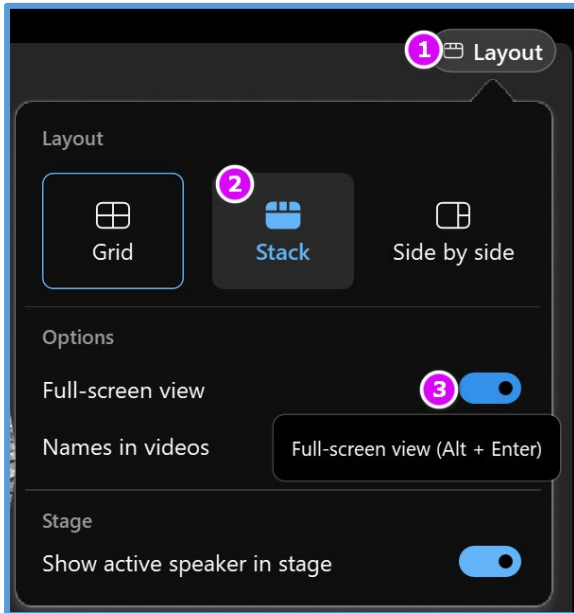 1 Layout
Layout
2
Grid Stack Side by side
Options
Full-screen view 3
Names in videos Full-screen view (Alt + Enter)
Stage
Show active speaker in stage